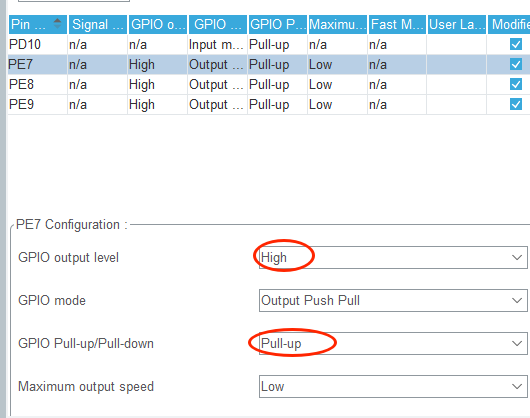 Pin ... Signal ... GPIO o... GPIO ... GPIO P... Maximu... Fast M... User La... Modifie
PD10 n/a n/a Input m... Pull-up n/a n/a
PE7 n/a High Output ... Pull-up Low n/a
PE8 n/a High Output ... Pull-up Low n/a
PE9 n/a High Output ... Pull-up Low n/a
PE7 Configuration :
GPIO output level High
GPIO mode Output Push Pull
GPIO Pull-up/Pull-down Pull-up
Maximum output speed Low